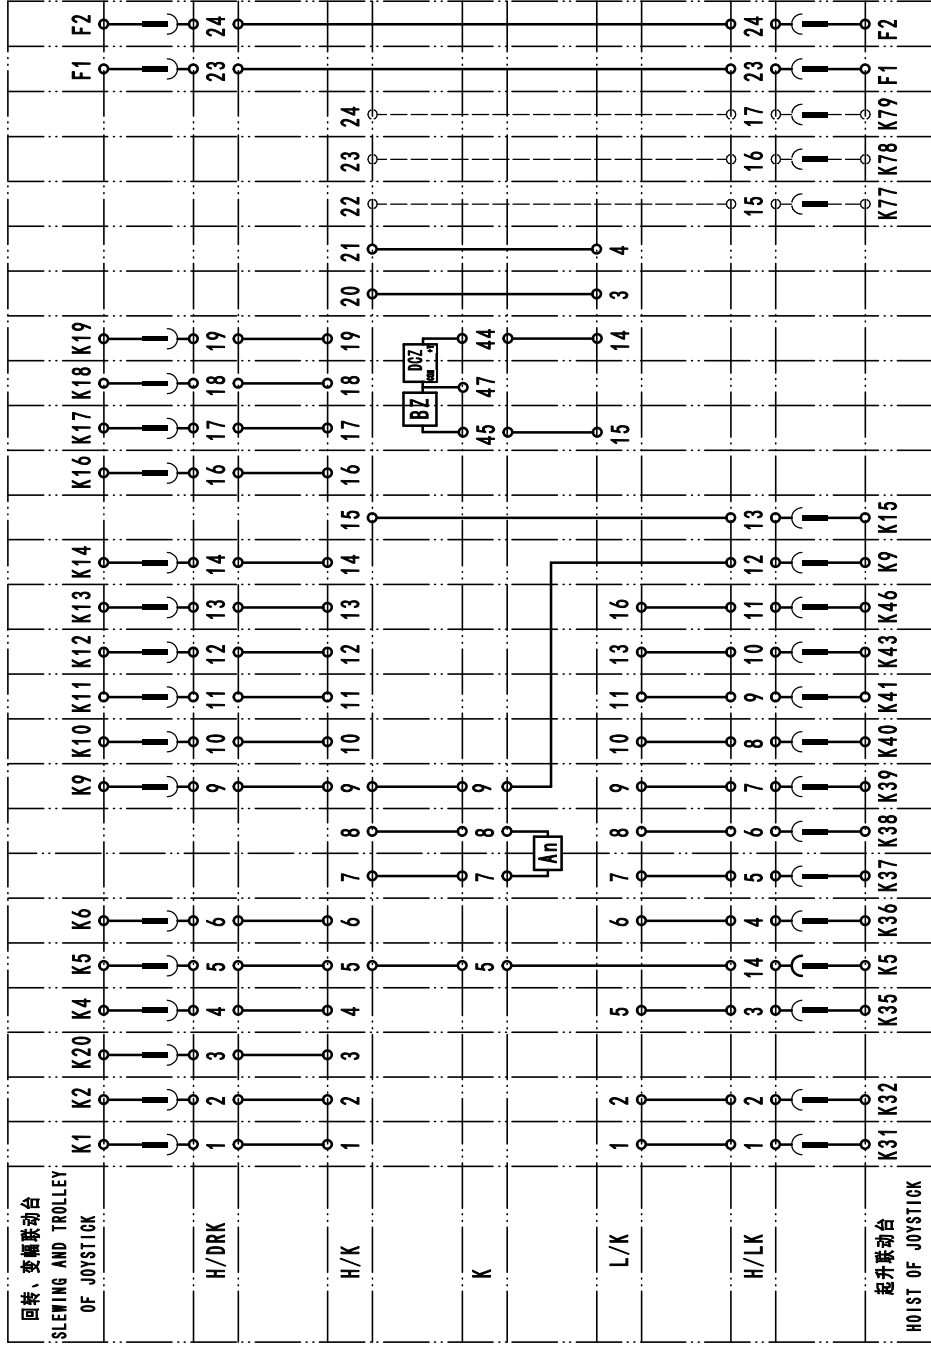 回转、变幅联动台
SLEWING AND TROLLEY
OF JOYSTICK
K1 K2 K20 K4 K5 K6 K9 K10 K11 K12 K13 K14 K16 K17 K18 K19 F1 F2
H/DRK 1 2 3 4 5 6 9 10 11 12 13 14 16 17 18 19 23 24
H/K 1 2 3 4 5 6 7 8 9 10 11 12 13 14 15 16 17 18 19 20 21 22 23 24
BZ DCZ
K 5 7 8 9 45 47 44
An
L/K 1 2 5 6 7 8 9 10 11 13 16 15 14 3 4
H/LK 1 2 3 14 4 5 6 7 8 9 10 11 12 13 15 16 17 23 24
起升联动台
K31 K32 K35 K5 K36 K37 K38 K39 K40 K41 K43 K46 K9 K15 K77 K78 K79 F1 F2
HOIST OF JOYSTICK